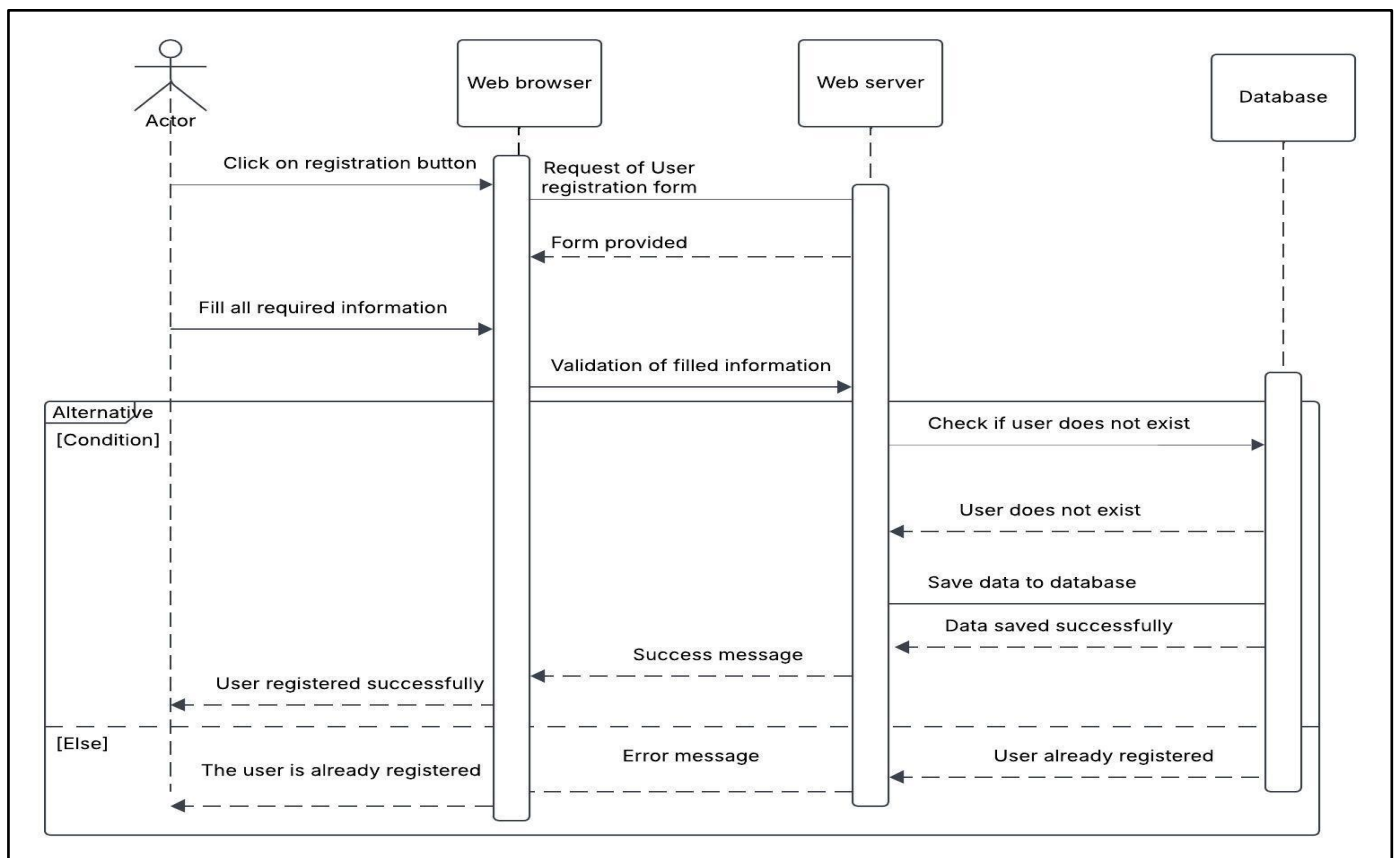 Web browser
Web server
Database
Actor
Click on registration button
Request of User
registration form
Form provided
Fill all required information
Validation of filled information
Alternative
[Condition]
Check if user does not exist
User does not exist
Save data to database
Data saved successfully
Success message
User registered successfully
[Else]
Error message
User already registered
The user is already registered